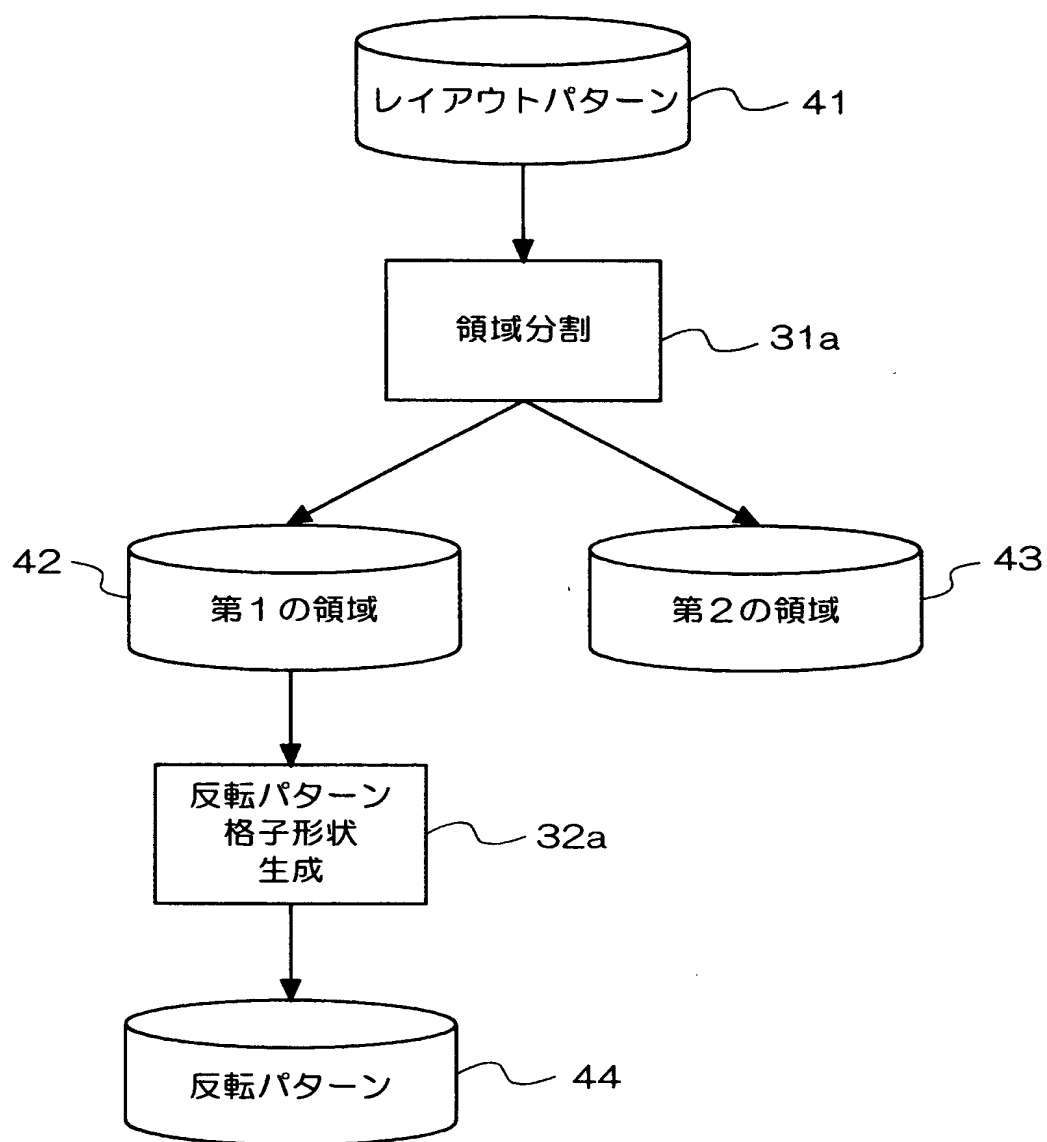 レイアウトパターン
41
領域分割
31a
42
第1の領域
第2の領域
43
反転パターン
格子形状
生成
32a
反転パターン
44